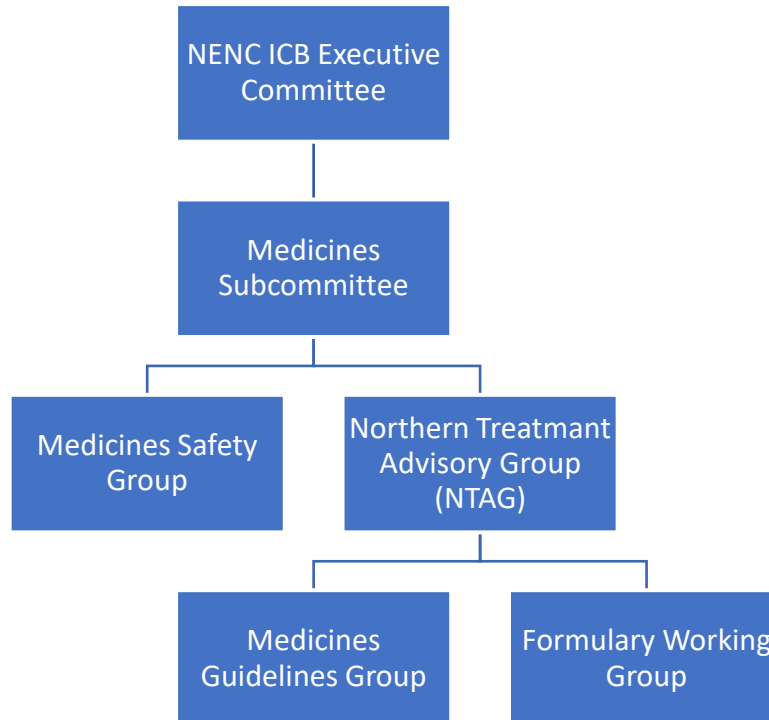 NENC ICB Executive
Committee
Medicines
Subcommittee
Medicines Safety
Group
Northern Treatmant
Advisory Group
(NTAG)
Medicines
Guidelines Group
Formulary Working
Group